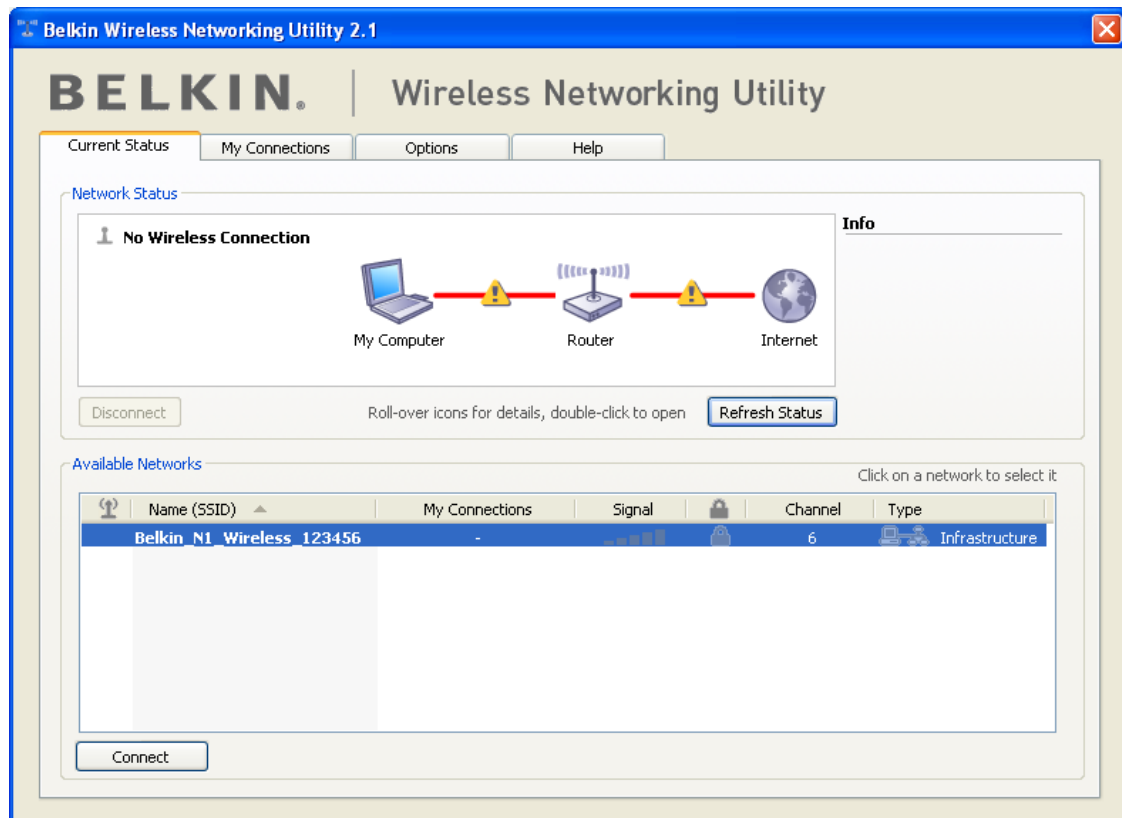 Belkin Wireless Networking Utility 2.1
BELKIN® | Wireless Networking Utility
Current Status My Connections Options Help
Network Status
No Wireless Connection
Info
My Computer Router Internet
Disconnect Roll-over icons for details, double-click to open Refresh Status
Available Networks
Click on a network to select it
Name (SSID) My Connections Signal Channel Type
Belkin_N1_Wireless_123456 - 6 Infrastructure
Connect